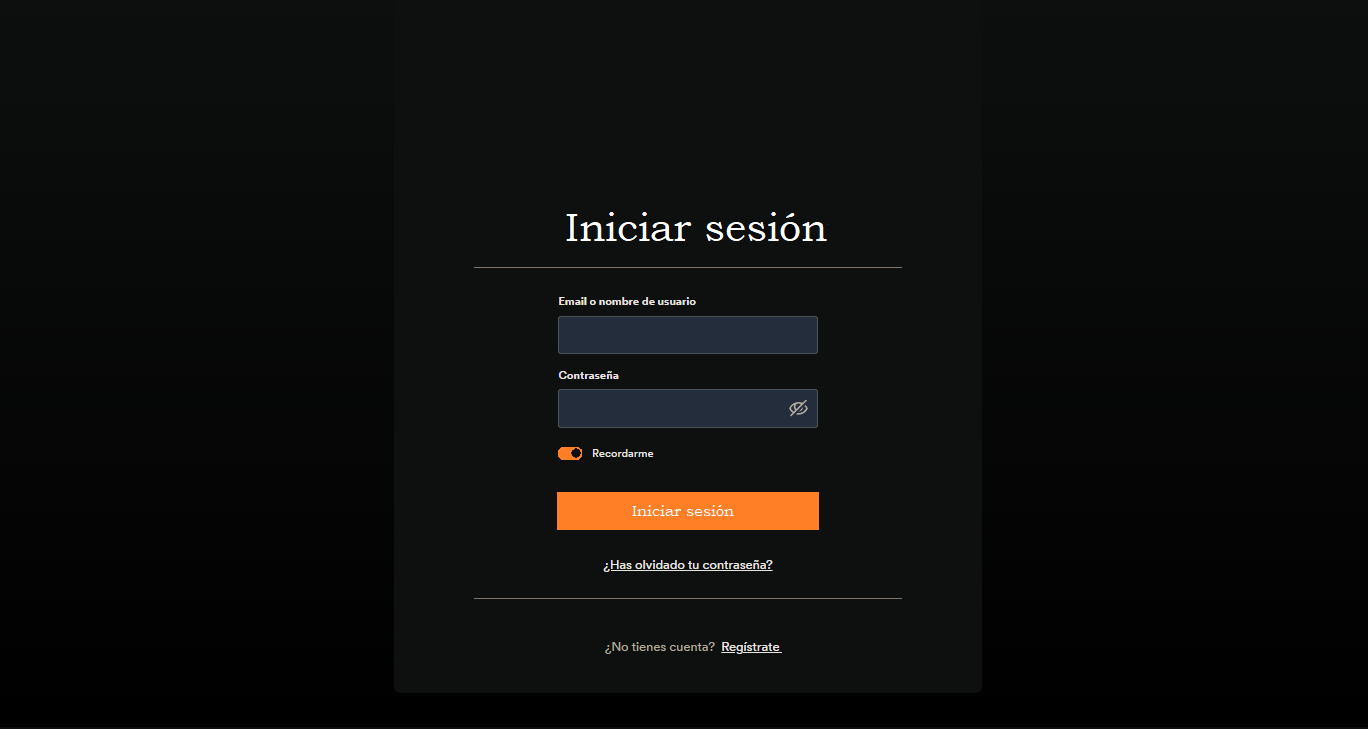 Iniciar sesión
Email o nombre de usuario
Contraseña
Recordarme
Iniciar sesión
¿Has olvidado tu contraseña?
¿No tienes cuenta? Regístrate